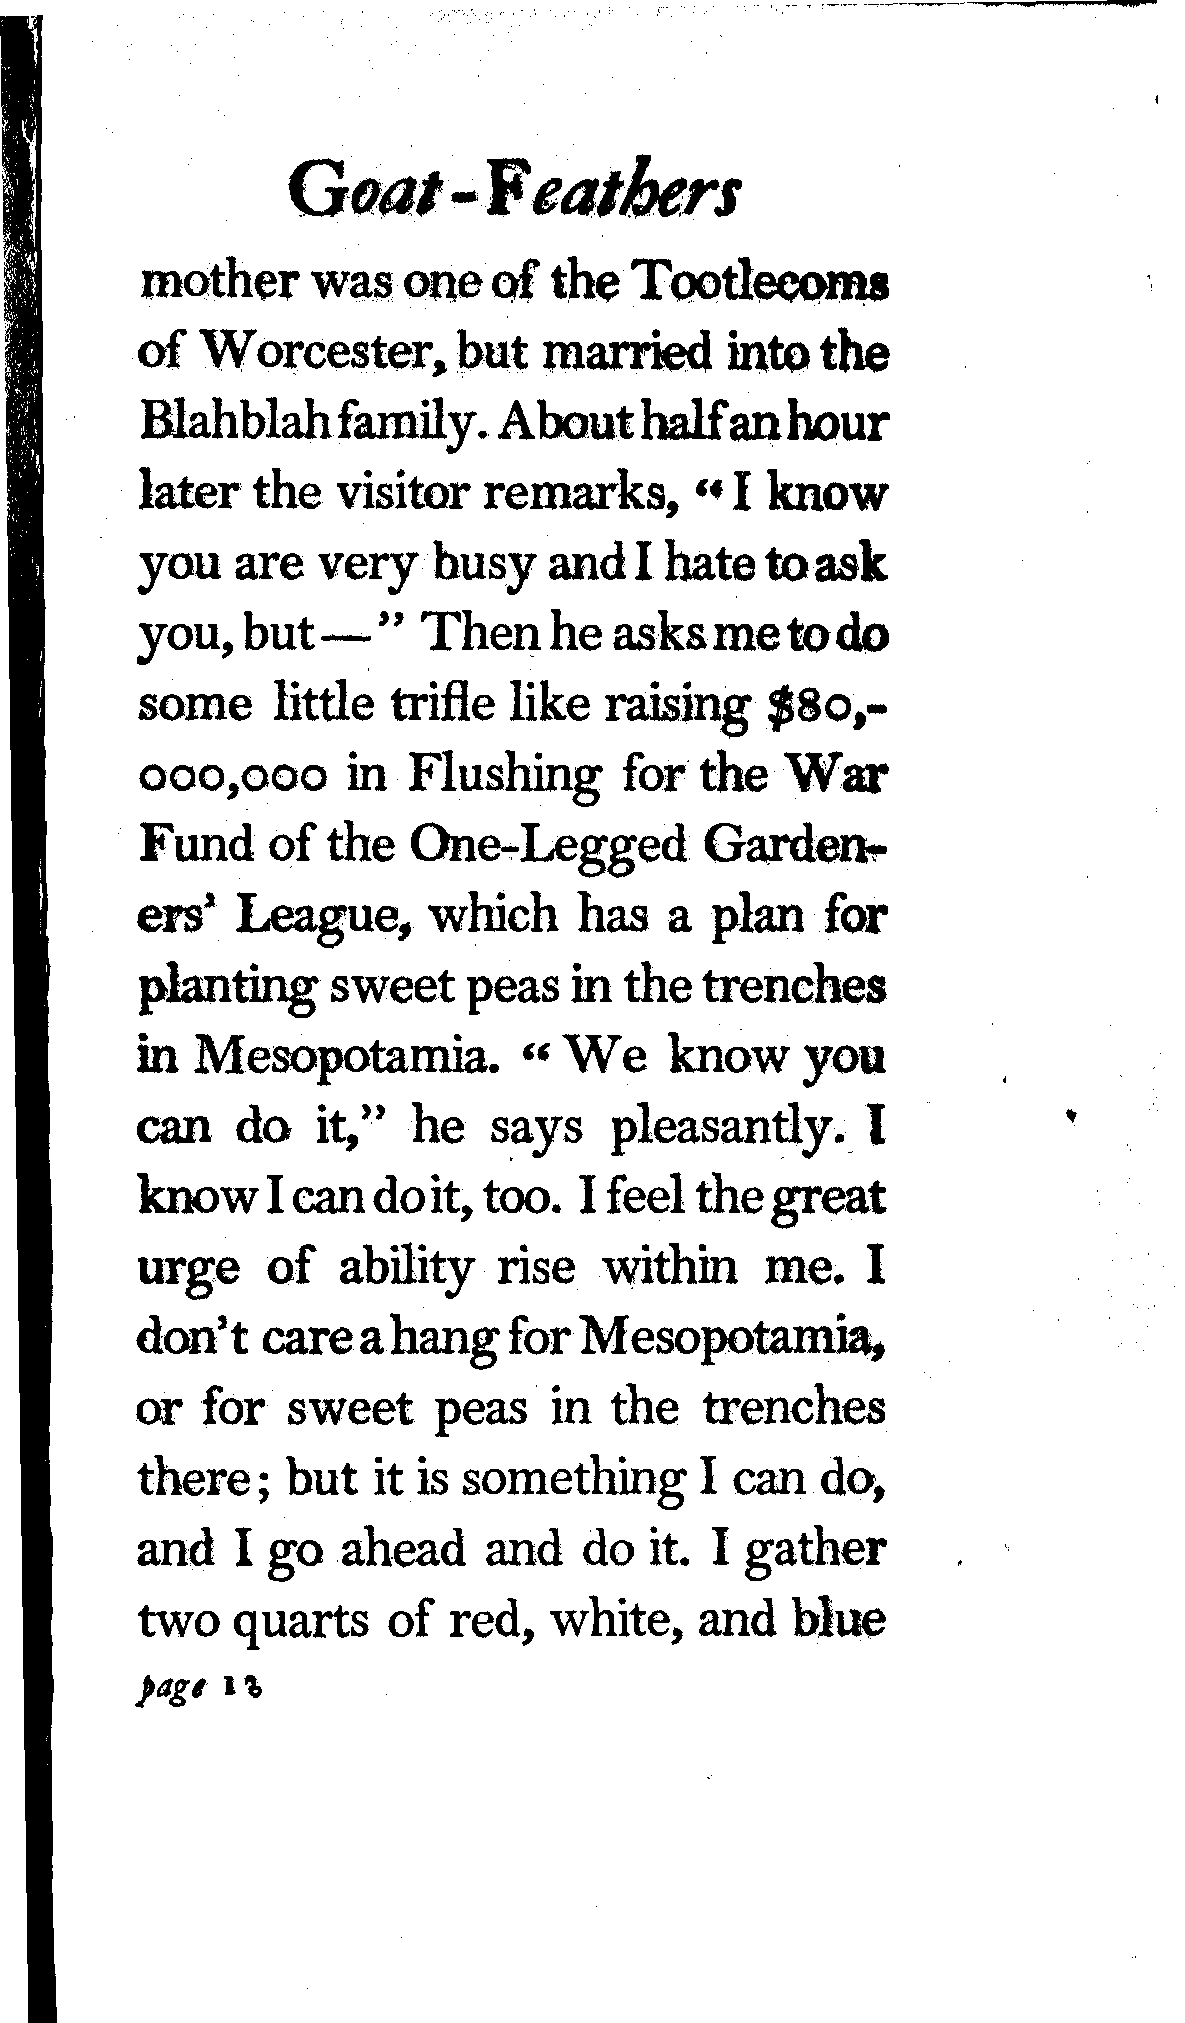 Goat-Feathers
mother was one of the Tootlecoms
of Worcester, but married into the
Blahblah family. About half an hour
later the visitor remarks, “I know
you are very busy and I hate to ask
you, but—” Then he asks me to do
some little trifle like raising $80,-
000,000 in Flushing for the War
Fund of the One-Legged Garden-
ers’ League, which has a plan for
planting sweet peas in the trenches
in Mesopotamia. “We know you
can do it,” he says pleasantly. I
know I can do it, too. I feel the great
urge of ability rise within me. I
don’t care a hang for Mesopotamia,
or for sweet peas in the trenches
there; but it is something I can do,
and I go ahead and do it. I gather
two quarts of red, white, and blue
page